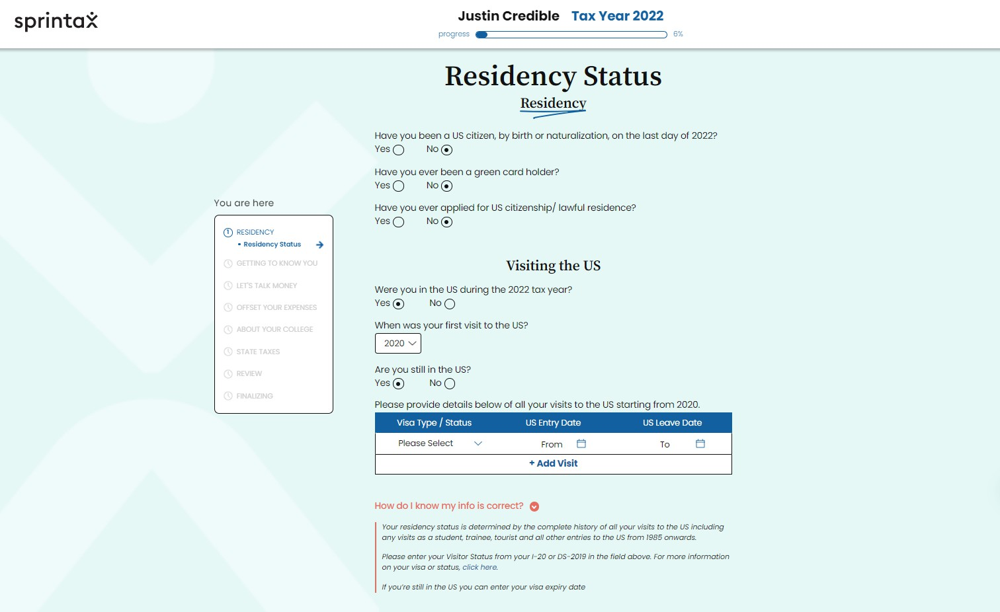 sprintax
Justin Credible Tax Year 2022
progress 6%
Residency Status
Residency
Have you been a US citizen, by birth or naturalization, on the last day of 2022?
Yes No
Have you ever been a green card holder?
Yes No
Have you ever applied for US citizenship/ lawful residence?
Yes No
You are here
1 RESIDENCY
• Residency Status
GETTING TO KNOW YOU
LET'S TALK MONEY
OFFSET YOUR EXPENSES
ABOUT YOUR COLLEGE
STATE TAXES
REVIEW
FINALIZING
Visiting the US
Were you in the US during the 2022 tax year?
Yes No
When was your first visit to the US?
2020
Are you still in the US?
Yes No
Please provide details below of all your visits to the US starting from 2020.
Visa Type / Status US Entry Date US Leave Date
Please Select From To
+ Add Visit
How do I know my info is correct?
Your residency status is determined by the complete history of all your visits to the US including
any visits as a student, trainee, tourist and all other entries to the US from 1985 onwards.
Please enter your Visitor Status from your I-20 or DS-2019 in the field above. For more information
on your visa or status, click here.
If you're still in the US you can enter your visa expiry date